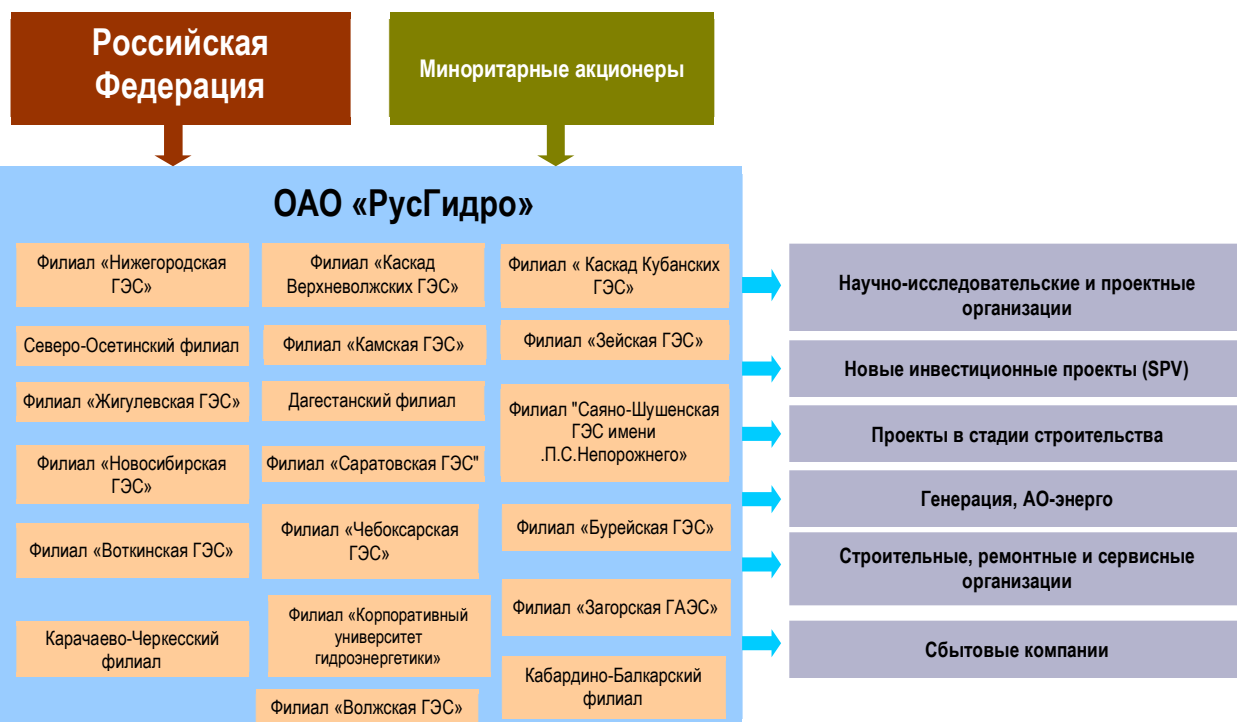 Российская
Федерация
Миноритарные акционеры
ОАО «РусГидро»
Филиал «Нижегородская
ГЭС»
Северо-Осетинский филиал
Филиал «Жигулевская ГЭС»
Филиал «Новосибирская
ГЭС»
Филиал «Воткинская ГЭС»
Карачаево-Черкесский
филиал
Филиал «Каскад
Верхневолжских ГЭС»
Филиал «Камская ГЭС»
Дагестанский филиал
Филиал «Саратовская ГЭС"
Филиал «Чебоксарская
ГЭС»
Филиал «Корпоративный
университет
гидроэнергетики»
Филиал «Волжская ГЭС»
Филиал « Каскад Кубанских
ГЭС»
Филиал «Зейская ГЭС»
Филиал "Саяно-Шушенская
ГЭС имени
.П.С.Непорожнего»
Филиал «Бурейская ГЭС»
Филиал «Загорская ГАЭС»
Кабардино-Балкарский
филиал
Научно-исследовательские и проектные
организации
Новые инвестиционные проекты (SPV)
Проекты в стадии строительства
Генерация, АО-энерго
Строительные, ремонтные и сервисные
организации
Сбытовые компании